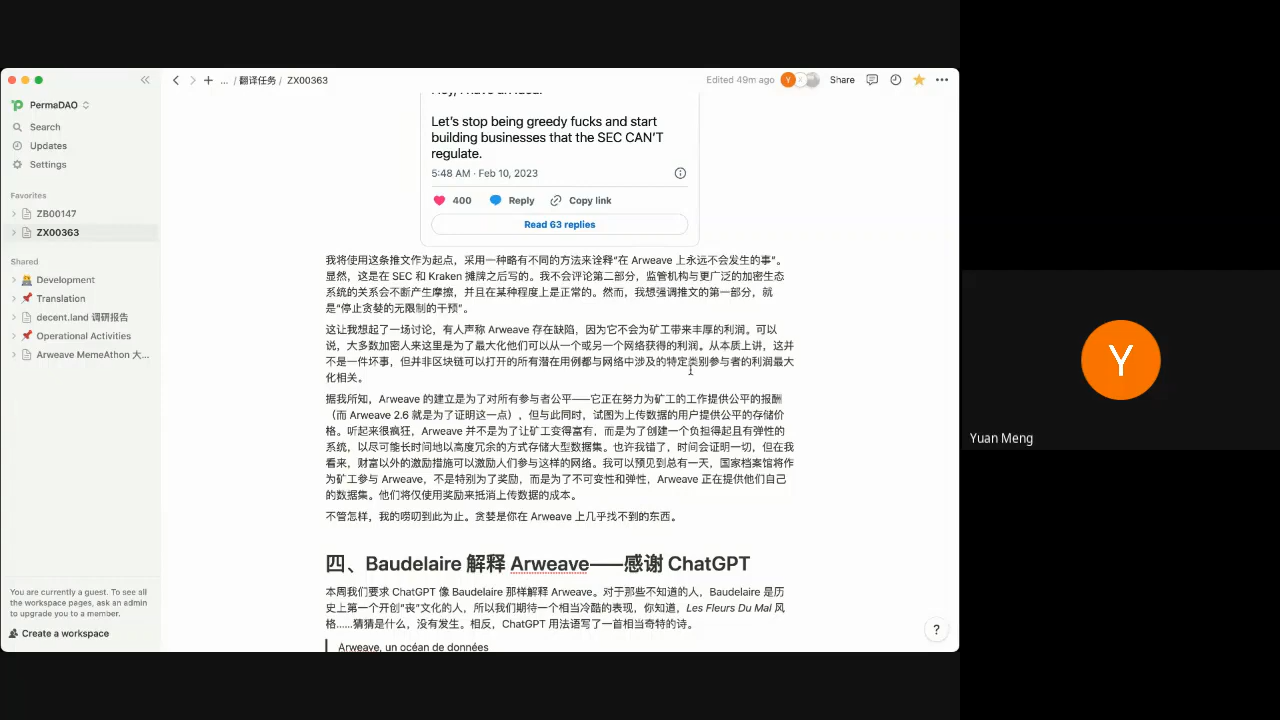 ... / 翻译任务 / ZX00363
Edited 49m ago
Y
Share
PermaDAO
Search
Updates
Settings
Favorites
ZB00147
ZX00363
Shared
Development
Translation
decent.land 调研报告
Operational Activities
Arweave MemeAthon 大...
You are currently a guest. To see all
the workspace pages, ask an admin
to upgrade you to a member.
Create a workspace
Let's stop being greedy fucks and start
building businesses that the SEC CAN'T
regulate.
5:48 AM · Feb 10, 2023
400 Reply Copy link
Read 63 replies
我将使用这条推文作为起点，采用一种略有不同的方法来诠释“在 Arweave 上永远不会发生的事”。
显然，这是在 SEC 和 Kraken 摊牌之后写的。我不会评论第二部分，监管机构与更广泛的加密生态
系统的关系会不断产生摩擦，并且在某种程度上是正常的。然而，我想强调推文的第一部分，就
是“停止贪婪的无限制的干预”。
这让我想起了一场讨论，有人声称 Arweave 存在缺陷，因为它不会为矿工带来丰厚的利润。可以
说，大多数加密人来这里是为了最大化他们可以从一个或另一个网络获得的利润。从本质上讲，这并
不是一件坏事，但并非区块链可以打开的所有潜在用例都与网络中涉及的特定类别参与者的利润最大
化相关。
据我所知，Arweave 的建立是为了对所有参与者公平——它正在努力为矿工的工作提供公平的报酬
（而 Arweave 2.6 就是为了证明这一点），但与此同时，试图为上传数据的用户提供公平的存储价
格。听起来很疯狂，Arweave 并不是为了让矿工变得富有，而是为了创建一个负担得起且有弹性的
系统，以尽可能长时间地以高度冗余的方式存储大型数据集。也许我错了，时间会证明一切，但在我
看来，财富以外的激励措施可以激励人们参与这样的网络。我可以预见到总有一天，国家档案馆将作
为矿工参与 Arweave，不是特别为了奖励，而是为了不可变性和弹性，Arweave 正在提供他们自己
的数据集。他们将仅使用奖励来抵消上传数据的成本。
不管怎样，我的唠叨到此为止。贪婪是你在 Arweave 上几乎找不到的东西。
四、Baudelaire 解释 Arweave——感谢 ChatGPT
本周我们要求 ChatGPT 像 Baudelaire 那样解释 Arweave。对于那些不知道的人，Baudelaire 是历
史上第一个开创“丧”文化的人，所以我们期待一个相当冷酷的表现，你知道，Les Fleurs Du Mal 风
格……猜猜是什么，没有发生。相反，ChatGPT 用法语写了一首相当奇特的诗。
Arweave, un océan de données
?
Y
Yuan Meng